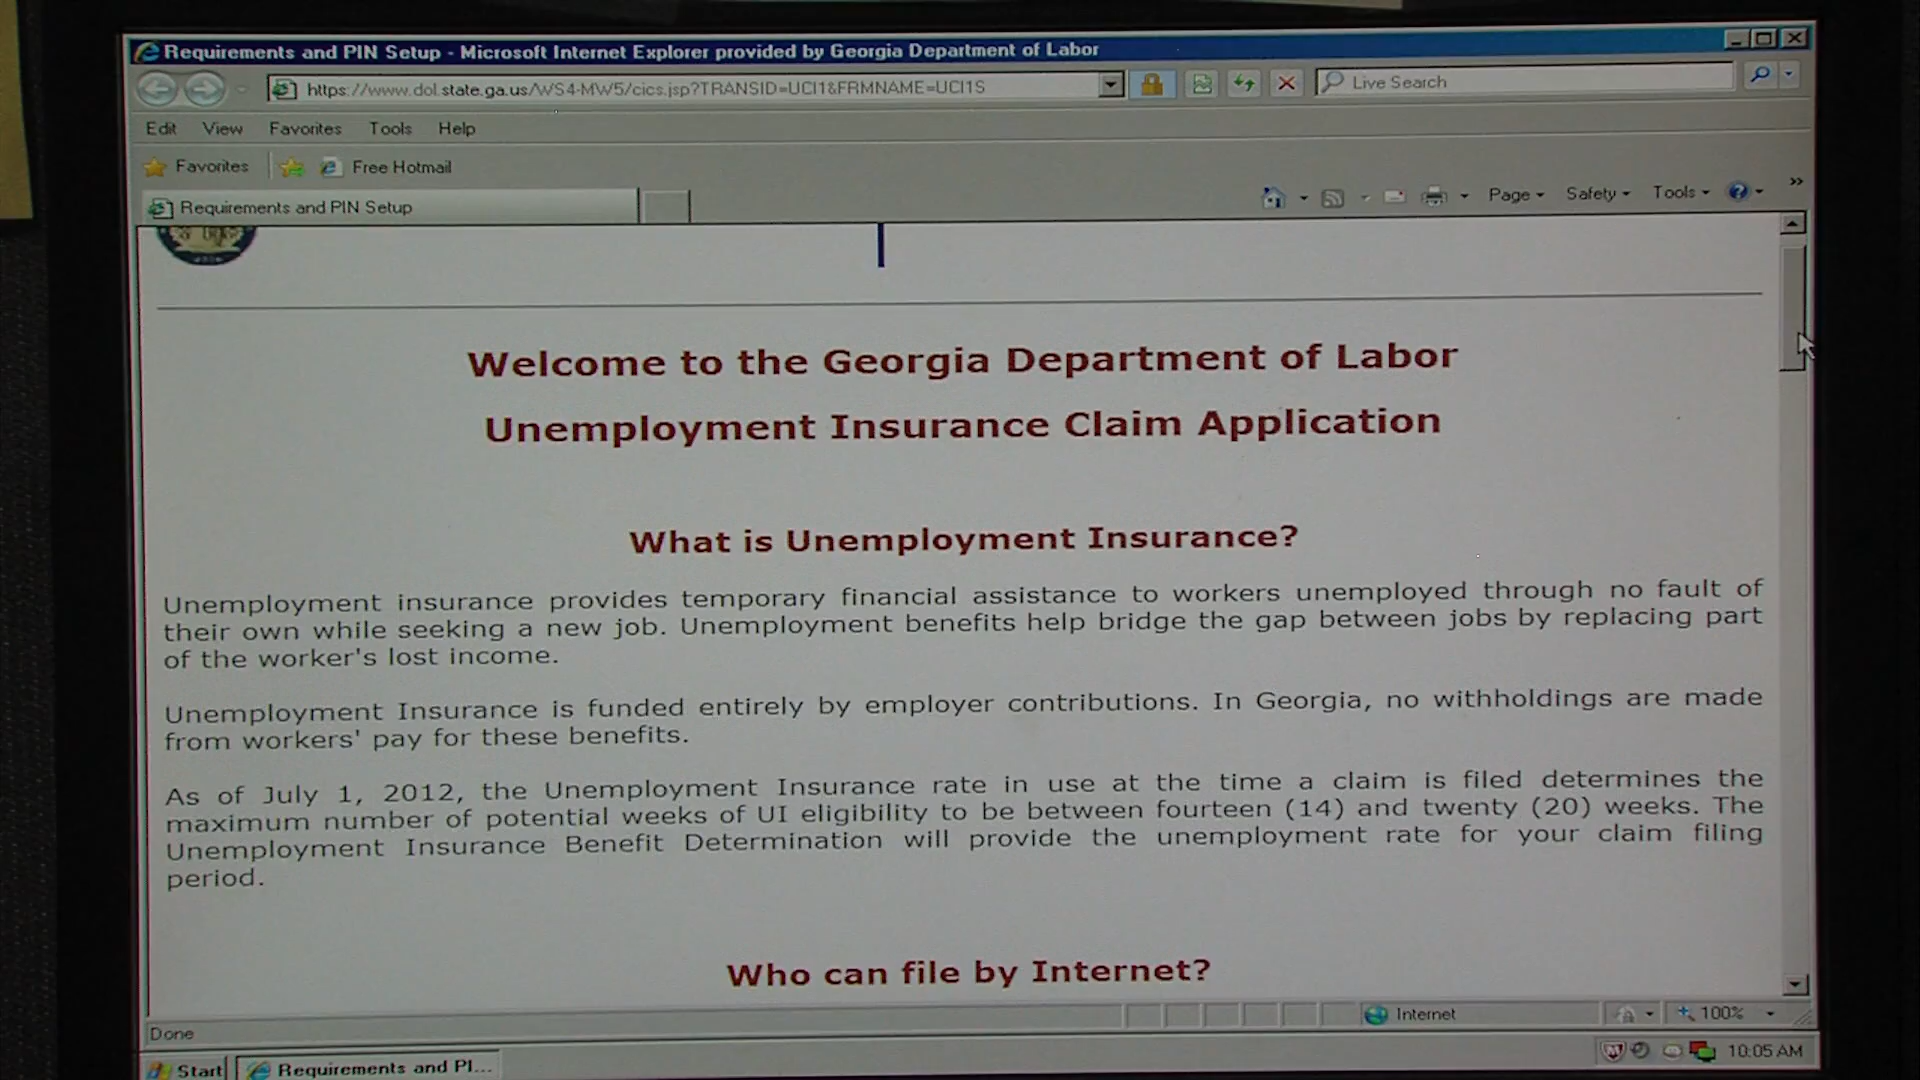 Requirements and PIN Setup - Microsoft Internet Explorer provided by Georgia Department of Labor
https://www.dol.state.ga.us/WS4-MW5/cics.jsp?TRANSID=UCI1&FRMNAME=UCI1S
Live Search
Edit View Favorites Tools Help
Favorites Free Hotmail
Requirements and PIN Setup
Page Safety Tools
Welcome to the Georgia Department of Labor
Unemployment Insurance Claim Application
What is Unemployment Insurance?
Unemployment insurance provides temporary financial assistance to workers unemployed through no fault of
their own while seeking a new job. Unemployment benefits help bridge the gap between jobs by replacing part
of the worker's lost income.
Unemployment Insurance is funded entirely by employer contributions. In Georgia, no withholdings are made
from workers' pay for these benefits.
As of July 1, 2012, the Unemployment Insurance rate in use at the time a claim is filed determines the
maximum number of potential weeks of UI eligibility to be between fourteen (14) and twenty (20) weeks. The
Unemployment Insurance Benefit Determination will provide the unemployment rate for your claim filing
period.
Who can file by Internet?
Done
Internet
100%
Start
Requirements and PI...
10:05 AM